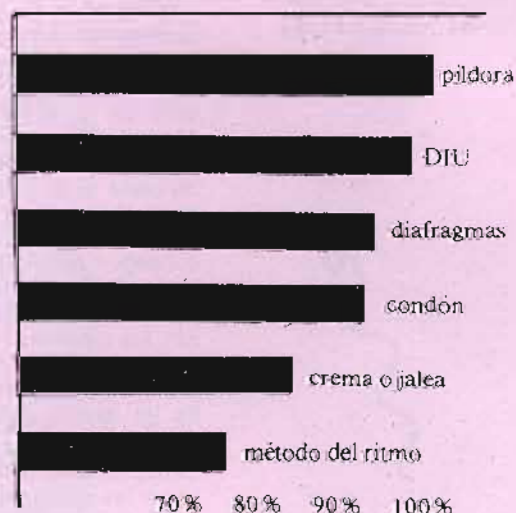 píldora
DIU
diafragmas
condón
crema o jalea
método del ritmo
70% 80% 90% 100%